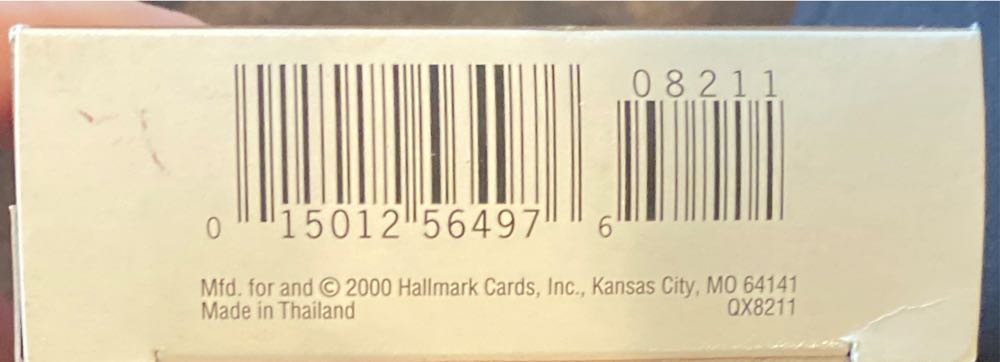 08211
0 15012 56497 6
Mfd. for and © 2000 Hallmark Cards, Inc., Kansas City, MO 64141
Made in Thailand QX8211